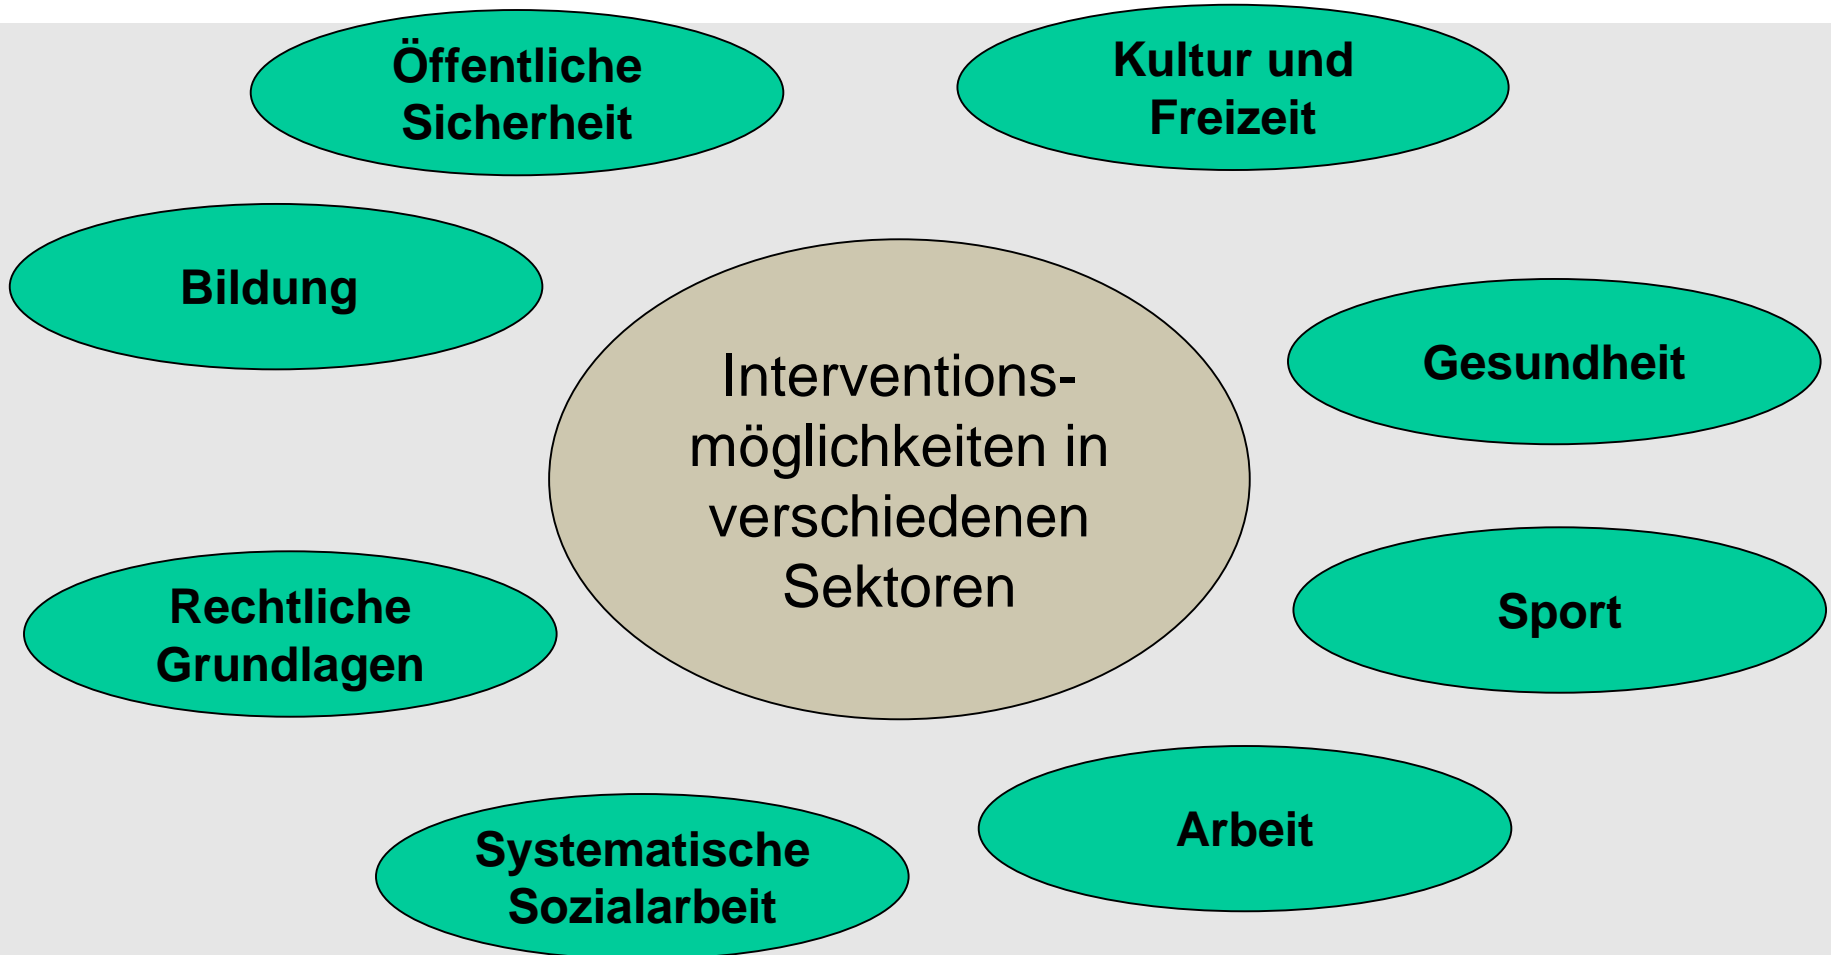 Öffentliche
Sicherheit
Kultur und
Freizeit
Bildung
Interventions-
möglichkeiten in
verschiedenen
Sektoren
Gesundheit
Rechtliche
Grundlagen
Sport
Systematische
Sozialarbeit
Arbeit